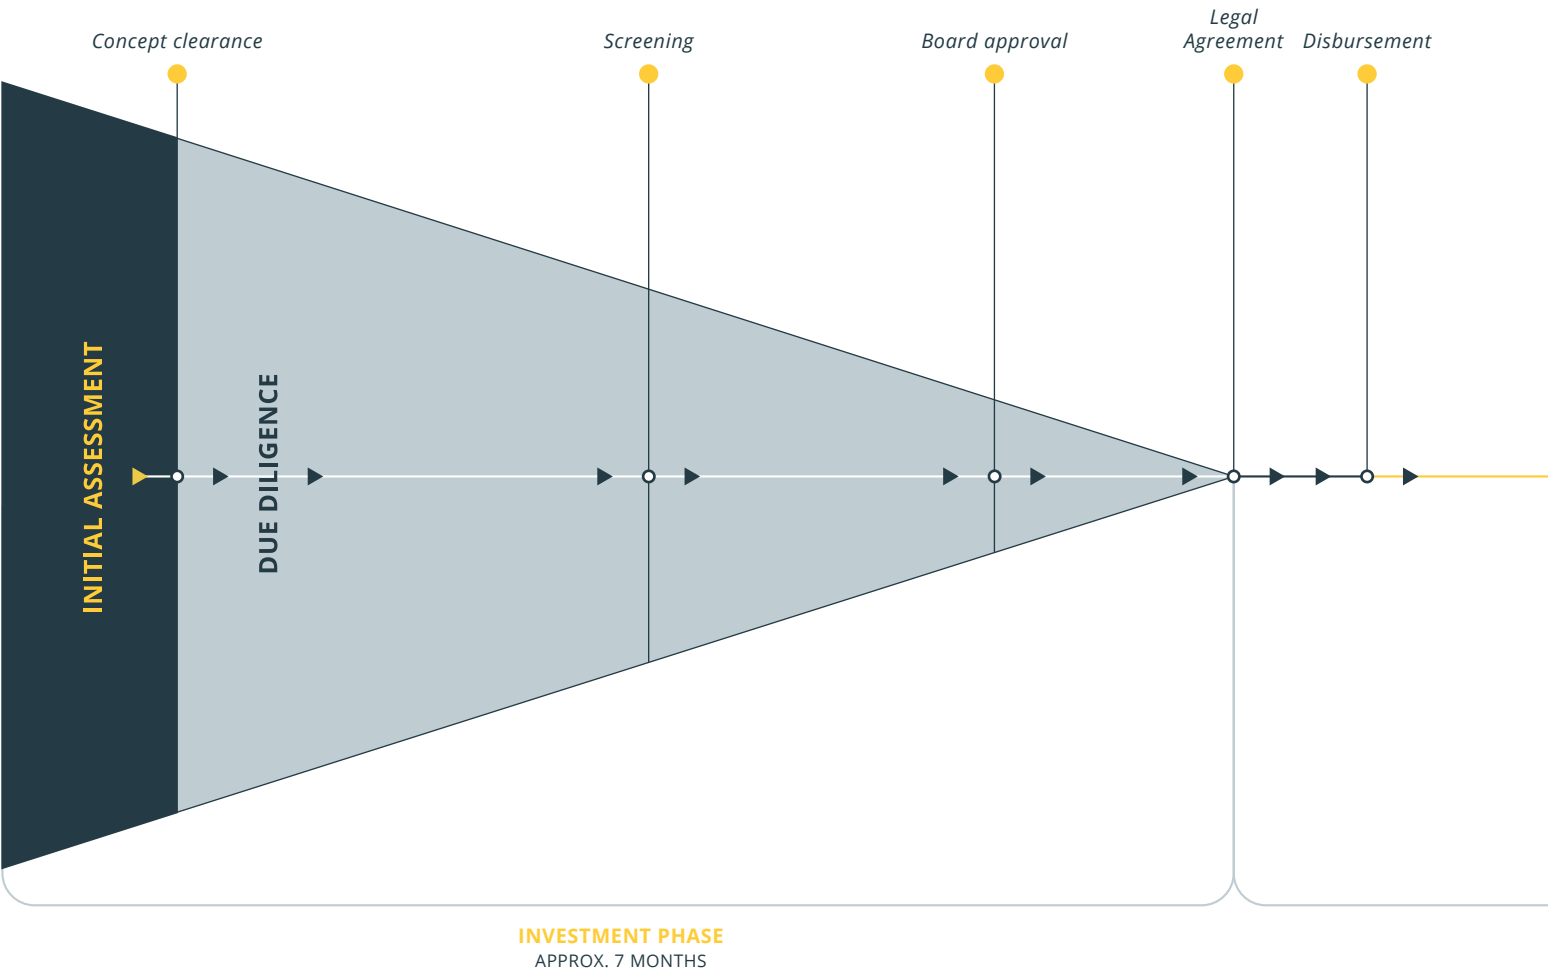 Concept clearance
Screening
Board approval
Legal
Agreement
Disbursement
INITIAL ASSESSMENT
DUE DILIGENCE
INVESTMENT PHASE
APPROX. 7 MONTHS